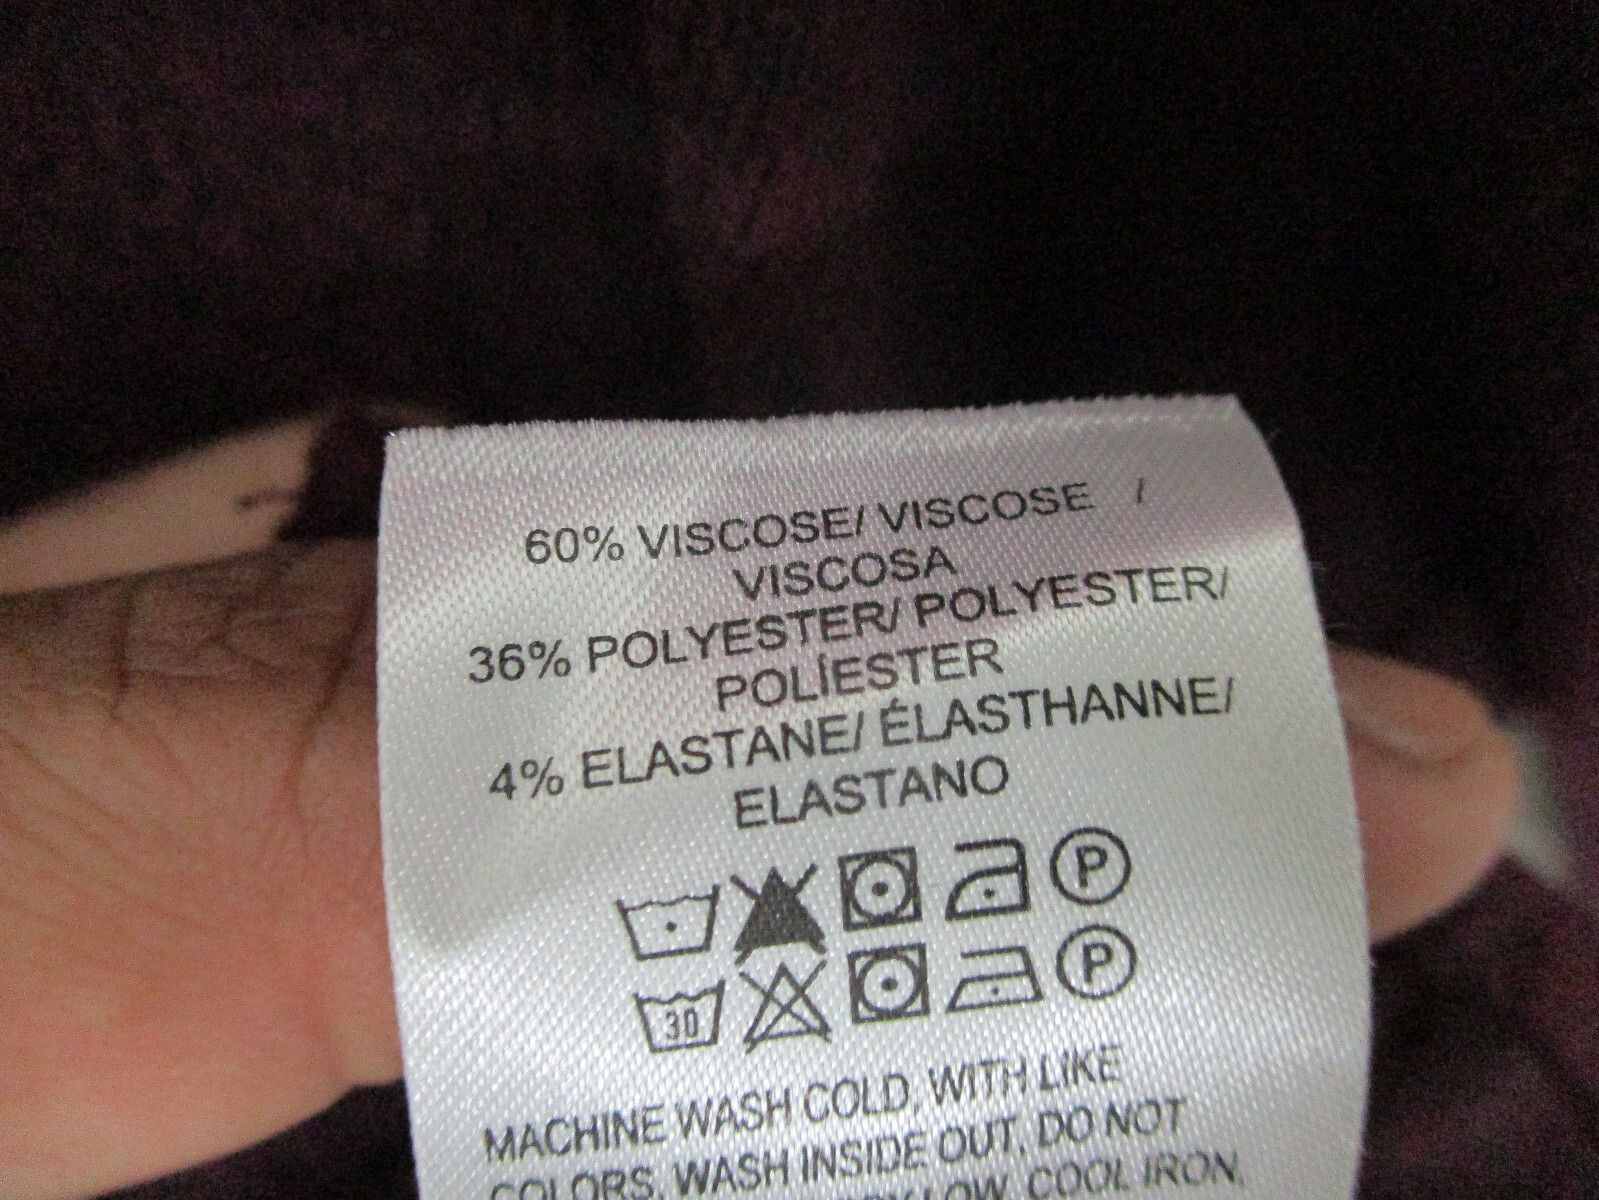 60% VISCOSE/ VISCOSE /
VISCOSA
36% POLYESTER/ POLYESTER/
POLÍESTER
4% ELASTANE/ ÉLASTHANNE/
ELASTANO
P
30 P
MACHINE WASH COLD, WITH LIKE
COLORS, WASH INSIDE OUT, DO NOT
LOW, COOL IRON,